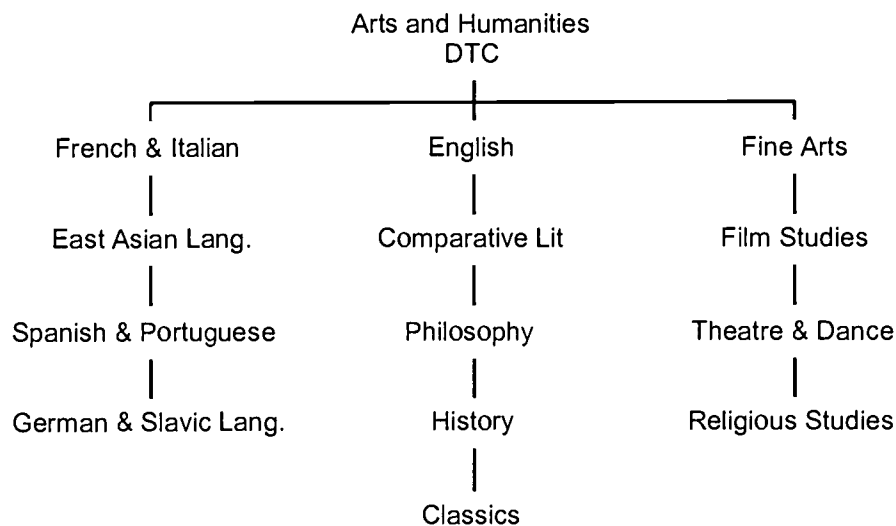 Arts and Humanities
DTC
French & Italian
English
Fine Arts
East Asian Lang.
Comparative Lit
Film Studies
Spanish & Portuguese
Philosophy
Theatre & Dance
German & Slavic Lang.
History
Religious Studies
Classics